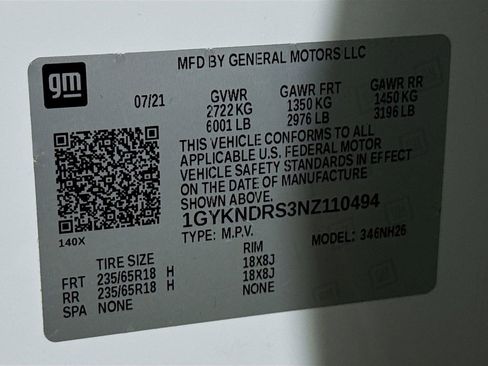 gm
MFD BY GENERAL MOTORS LLC
07/21 GVWR GAWR FRT GAWR RR
2722 KG 1350 KG 1450 KG
6001 LB 2976 LB 3196 LB
THIS VEHICLE CONFORMS TO ALL
APPLICABLE U.S. FEDERAL MOTOR
VEHICLE SAFETY STANDARDS IN EFFECT
ON THE DATE OF MANUFACTURE
SHOWN ABOVE.
1GYKNDRS3NZ110494
140X TYPE: M.P.V. MODEL: 346NH26
TIRE SIZE RIM
FRT 235/65R18 H 18X8J
RR 235/65R18 H 18X8J
SPA NONE NONE